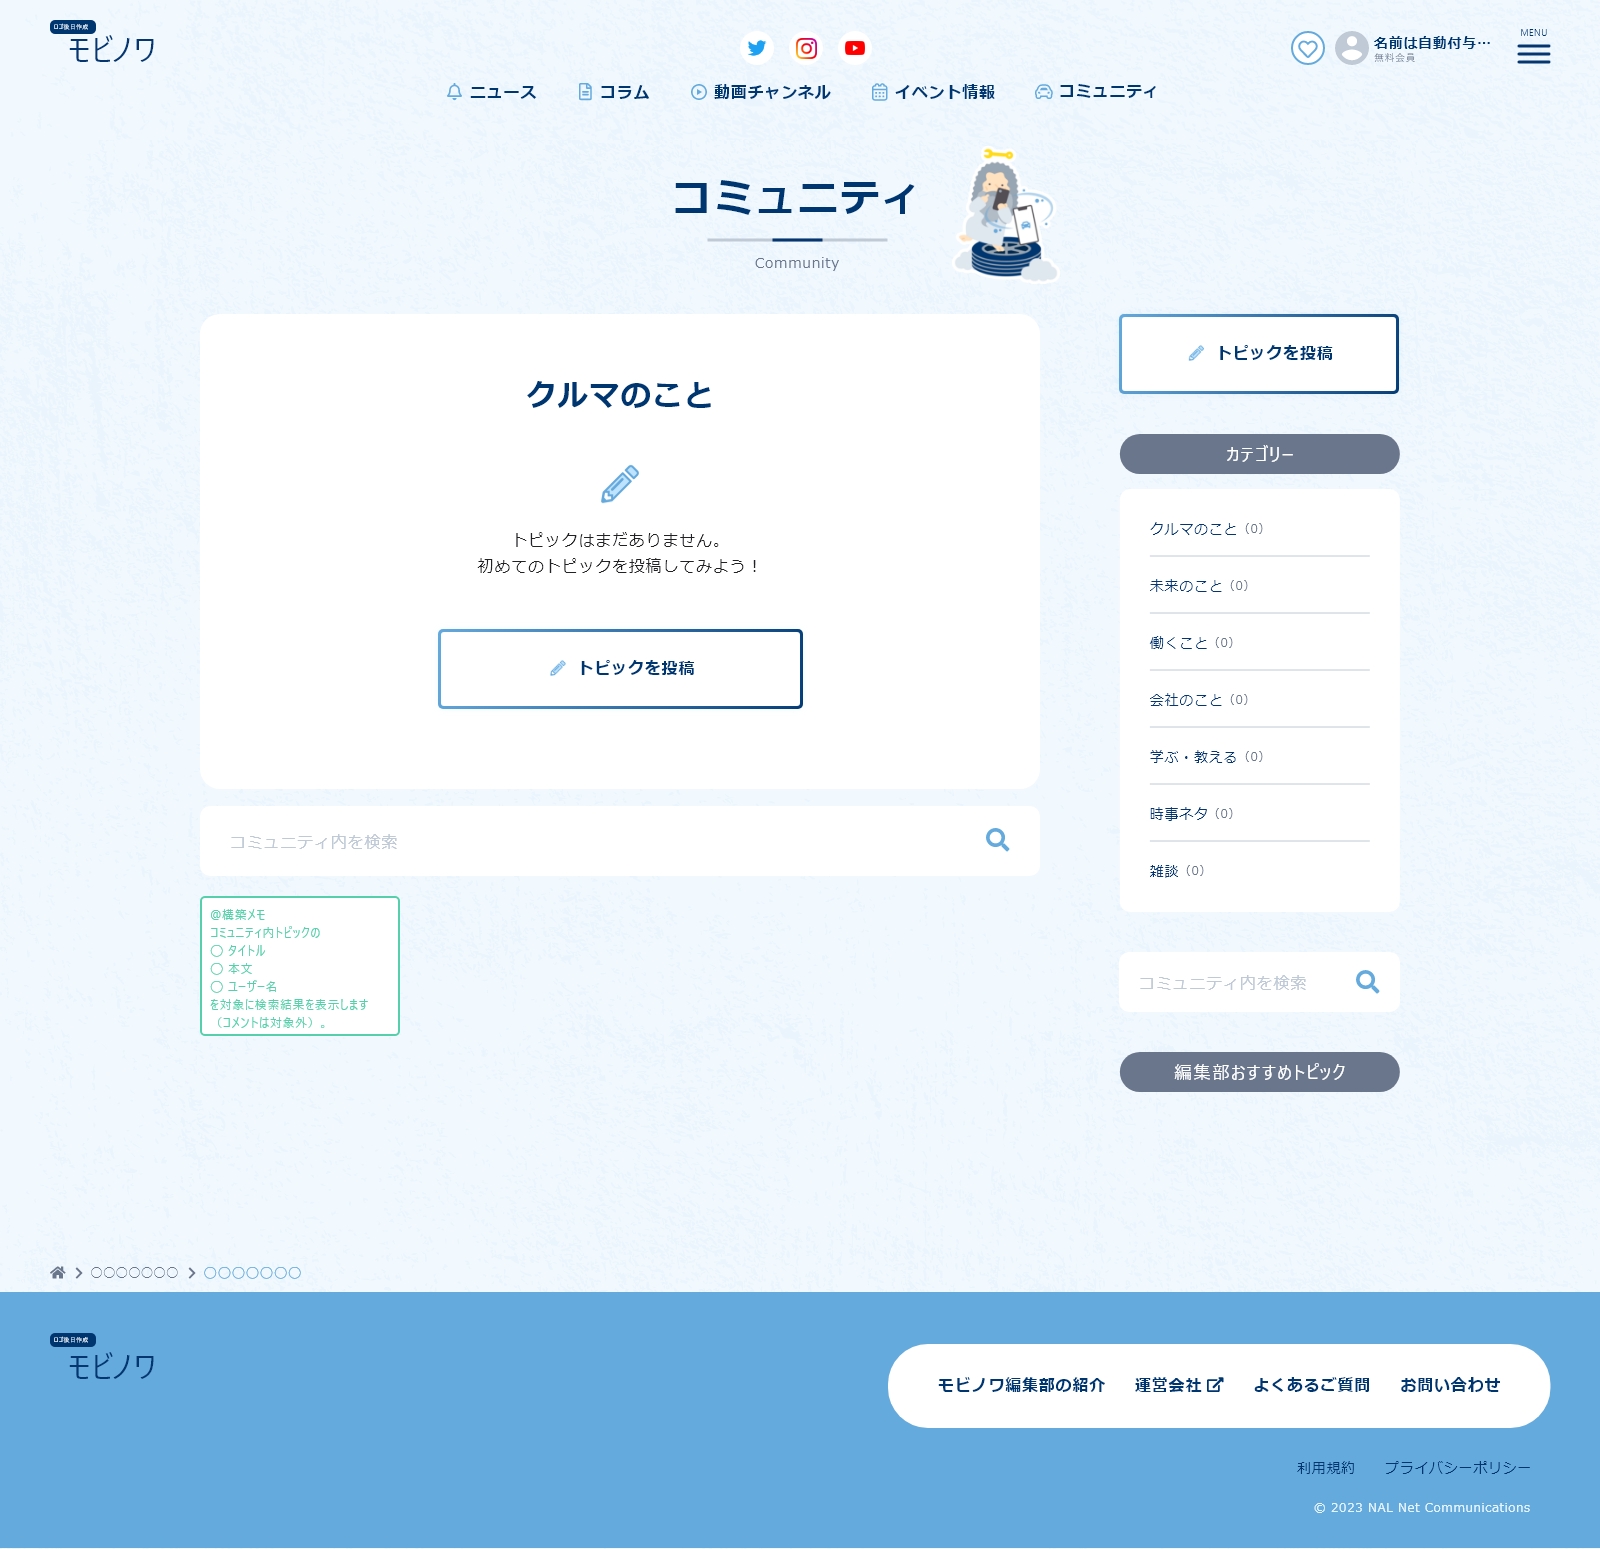 ロゴ後日作成
モビノワ
名前は自動付与…
無料会員
MENU
ニュース
コラム
動画チャンネル
イベント情報
コミュニティ
コミュニティ
Community
クルマのこと
トピックはまだありません。
初めてのトピックを投稿してみよう！
トピックを投稿
コミュニティ内を検索
@構築メモ
コミュニティ内トピックの
○ タイトル
○ 本文
○ ユーザー名
を対象に検索結果を表示します
（コメントは対象外）。
トピックを投稿
カテゴリー
クルマのこと（0）
未来のこと（0）
働くこと（0）
会社のこと（0）
学ぶ・教える（0）
時事ネタ（0）
雑談（0）
コミュニティ内を検索
編集部おすすめトピック
○○○○○○○
○○○○○○○
ロゴ後日作成
モビノワ
モビノワ編集部の紹介
運営会社
よくあるご質問
お問い合わせ
利用規約
プライバシーポリシー
© 2023 NAL Net Communications